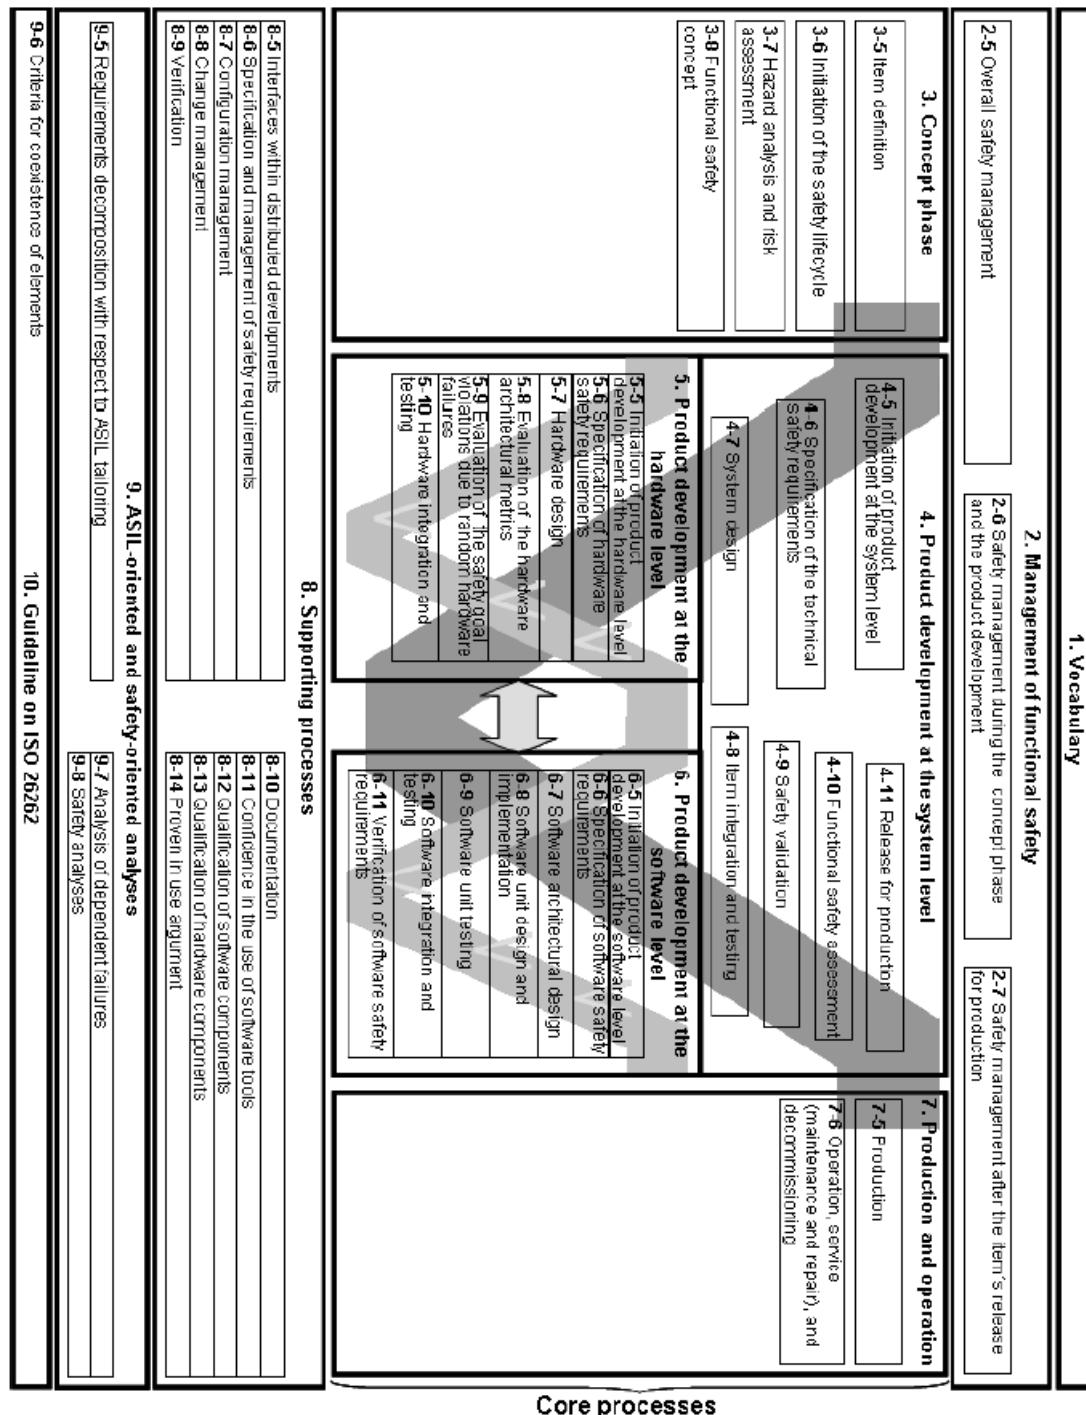 1. Vocabulary
2. Management of functional safety
2-5 Overall safety management
2-6 Safety management during the concept phase
and the product development
2-7 Safety management after the item´s release
for production
3. Concept phase
3-5 Item definition
3-6 Initiation of the safety lifecycle
3-7 Hazard analysis and risk
assessment
3-8 Functional safety
concept
4. Product development at the system level
4-5 Initiation of product
development at the system level
4-6 Specification of the technical
safety requirements
4-7 System design
4-11 Release for production
4-10 Functional safety assessment
4-9 Safety validation
4-8 Item integration and testing
7. Production and operation
7-5 Production
7-6 Operation, service
(maintenance and repair), and
decommissioning
5. Product development at the
hardware level
5-5 Initiation of product
development at the hardware level
5-6 Specification of hardware
safety requirements
5-7 Hardware design
5-8 Evaluation of the hardware
architectural metrics
5-9 Evaluation of the safety goal
violations due to random hardware
failures
5-10 Hardware integration and
testing
6. Product development at the
software level
6-5 Initiation of product
development at the software level
6-6 Specification of software safety
requirements
6-7 Software architectural design
6-8 Software unit design and
implementation
6-9 Software unit testing
6-10 Software integration and
testing
6-11 Verification of software safety
requirements
Core processes
8. Supporting processes
8-5 Interfaces within distributed developments
8-6 Specification and management of safety requirements
8-7 Configuration management
8-8 Change management
8-9 Verification
8-10 Documentation
8-11 Confidence in the use of software tools
8-12 Qualification of software components
8-13 Qualification of hardware components
8-14 Proven in use argument
9. ASIL-oriented and safety-oriented analyses
9-5 Requirements decomposition with respect to ASIL tailoring
9-6 Criteria for coexistence of elements
9-7 Analysis of dependent failures
9-8 Safety analyses
10. Guideline on ISO 26262